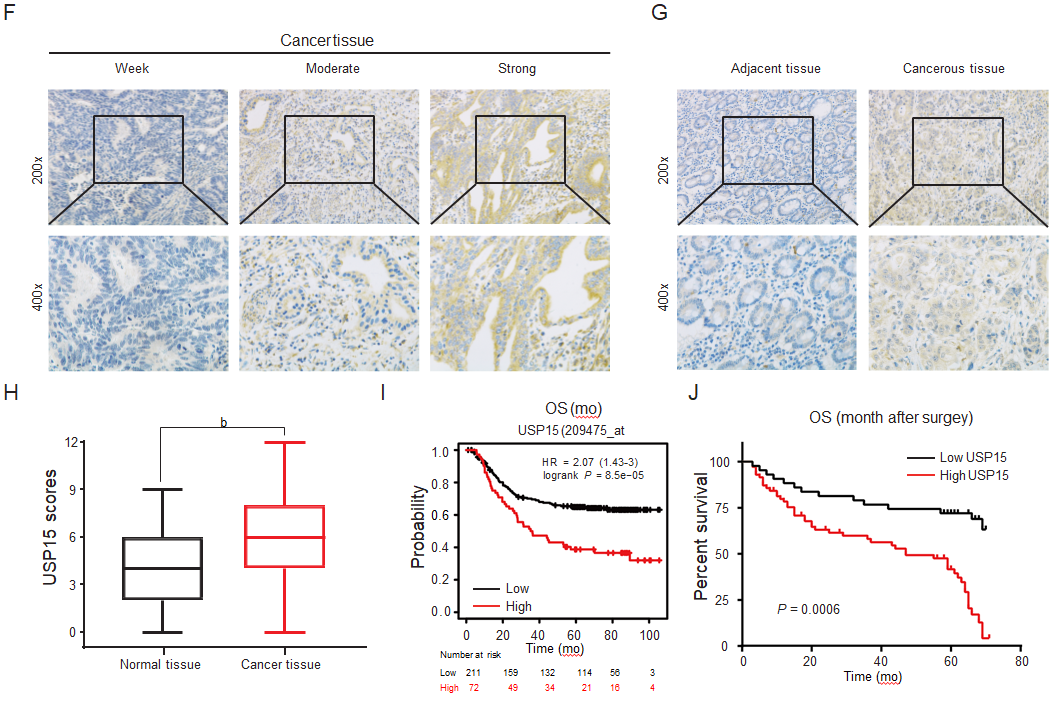 F
Cancertissue
Week Moderate Strong
200x
400x
G
Adjacent tissue Cancerous tissue
200x
400x
H
b
USP15 scores
12
9
6
3
0
Normal tissue Cancer tissue
I
OS (mo)
USP15 (209475_at
HR = 2.07 (1.43-3)
logrank P = 8.5e-05
Probability
1.0
0.8
0.6
0.4
0.2
0.0
Low
High
0 20 40 60 80 100
Time (mo)
Number at risk
Low 211 159 132 114 56 3
High 72 49 34 21 16 4
J
OS (month after surgey)
Low USP15
High USP15
Percent survival
100
75
50
25
0
P = 0.0006
0 20 40 60 80
Time (mo)